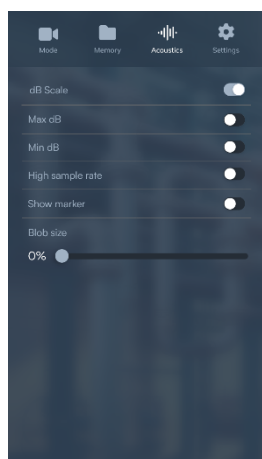 Mode
Memory
Acoustics
Settings
dB Scale
Max dB
Min dB
High sample rate
Show marker
Blob size
0%